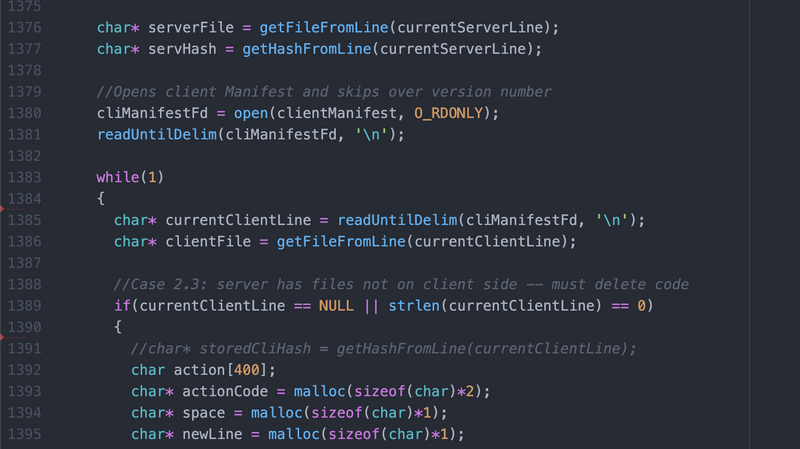 1375
1376 char* serverFile = getFileFromLine(currentServerLine);
1377 char* servHash = getHashFromLine(currentServerLine);
1378
1379 //Opens client Manifest and skips over version number
1380 cliManifestFd = open(clientManifest, O_RDONLY);
1381 readUntilDelim(cliManifestFd, '\n');
1382
1383 while(1)
1384 {
1385 char* currentClientLine = readUntilDelim(cliManifestFd, '\n');
1386 char* clientFile = getFileFromLine(currentClientLine);
1387
1388 //Case 2.3: server has files not on client side -- must delete code
1389 if(currentClientLine == NULL || strlen(currentClientLine) == 0)
1390 {
1391 //char* storedCliHash = getHashFromLine(currentClientLine);
1392 char action[400];
1393 char* actionCode = malloc(sizeof(char)*2);
1394 char* space = malloc(sizeof(char)*1);
1395 char* newLine = malloc(sizeof(char)*1);